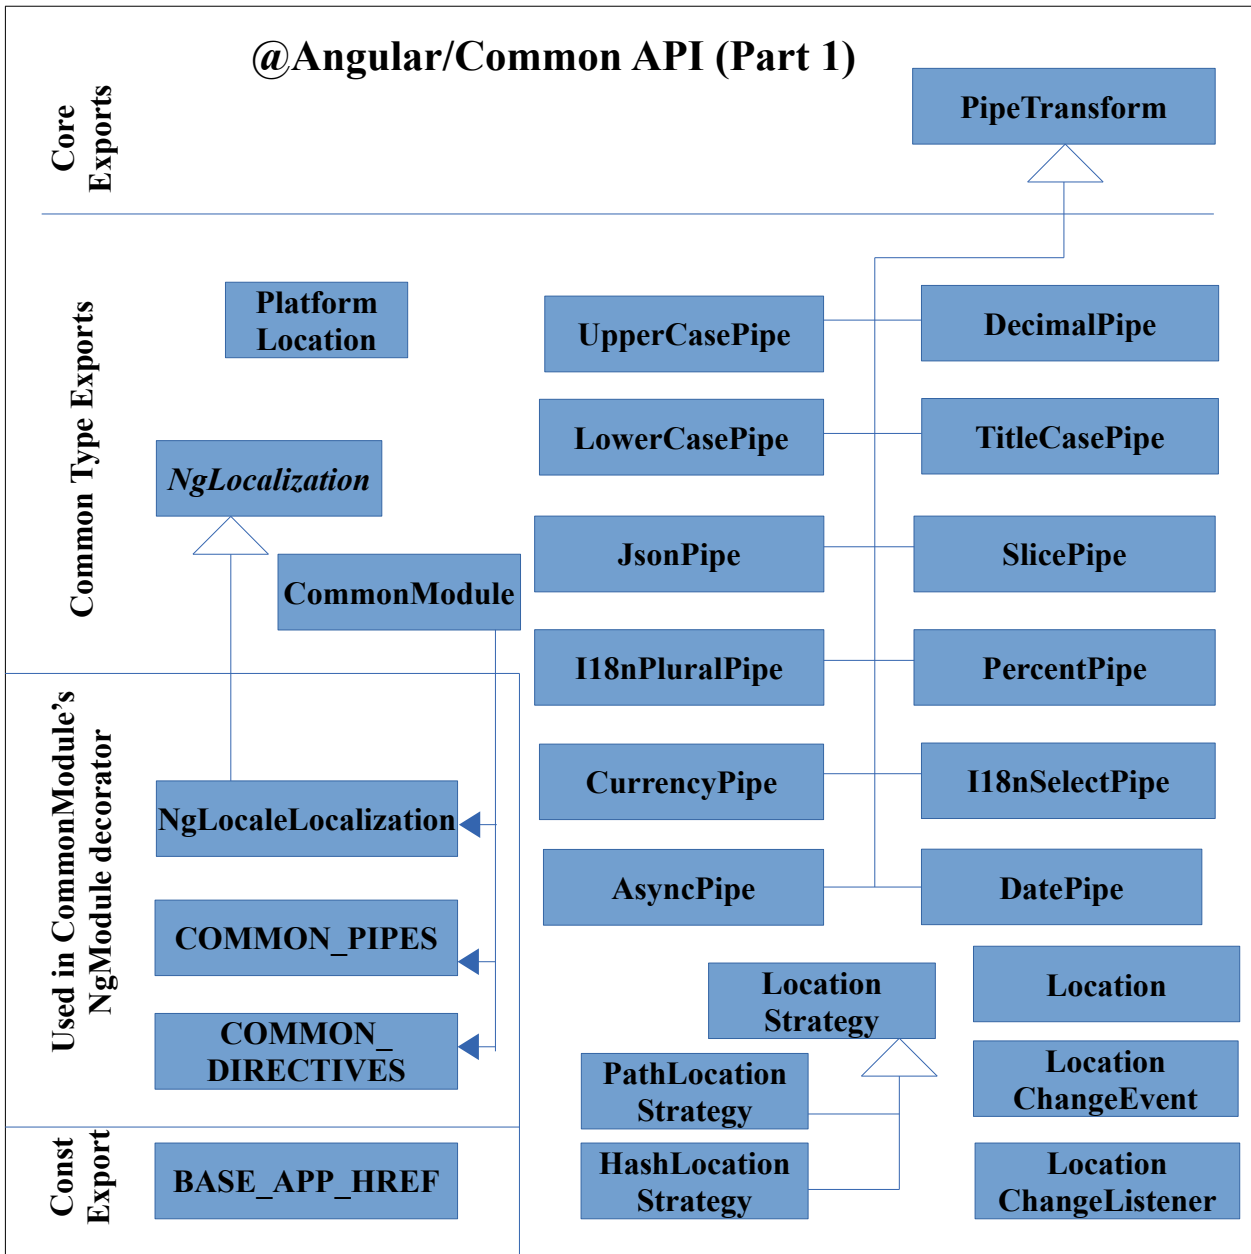 @Angular/Common API (Part 1)
Core
Exports
PipeTransform
Common Type Exports
Platform
Location
UpperCasePipe
DecimalPipe
LowerCasePipe
TitleCasePipe
NgLocalization
JsonPipe
SlicePipe
CommonModule
I18nPluralPipe
PercentPipe
Used in CommonModule’s
NgModule decorator
NgLocaleLocalization
CurrencyPipe
I18nSelectPipe
AsyncPipe
DatePipe
COMMON_PIPES
Location
Strategy
Location
COMMON_
DIRECTIVES
PathLocation
Strategy
Location
ChangeEvent
Const
Export
BASE_APP_HREF
HashLocation
Strategy
Location
ChangeListener